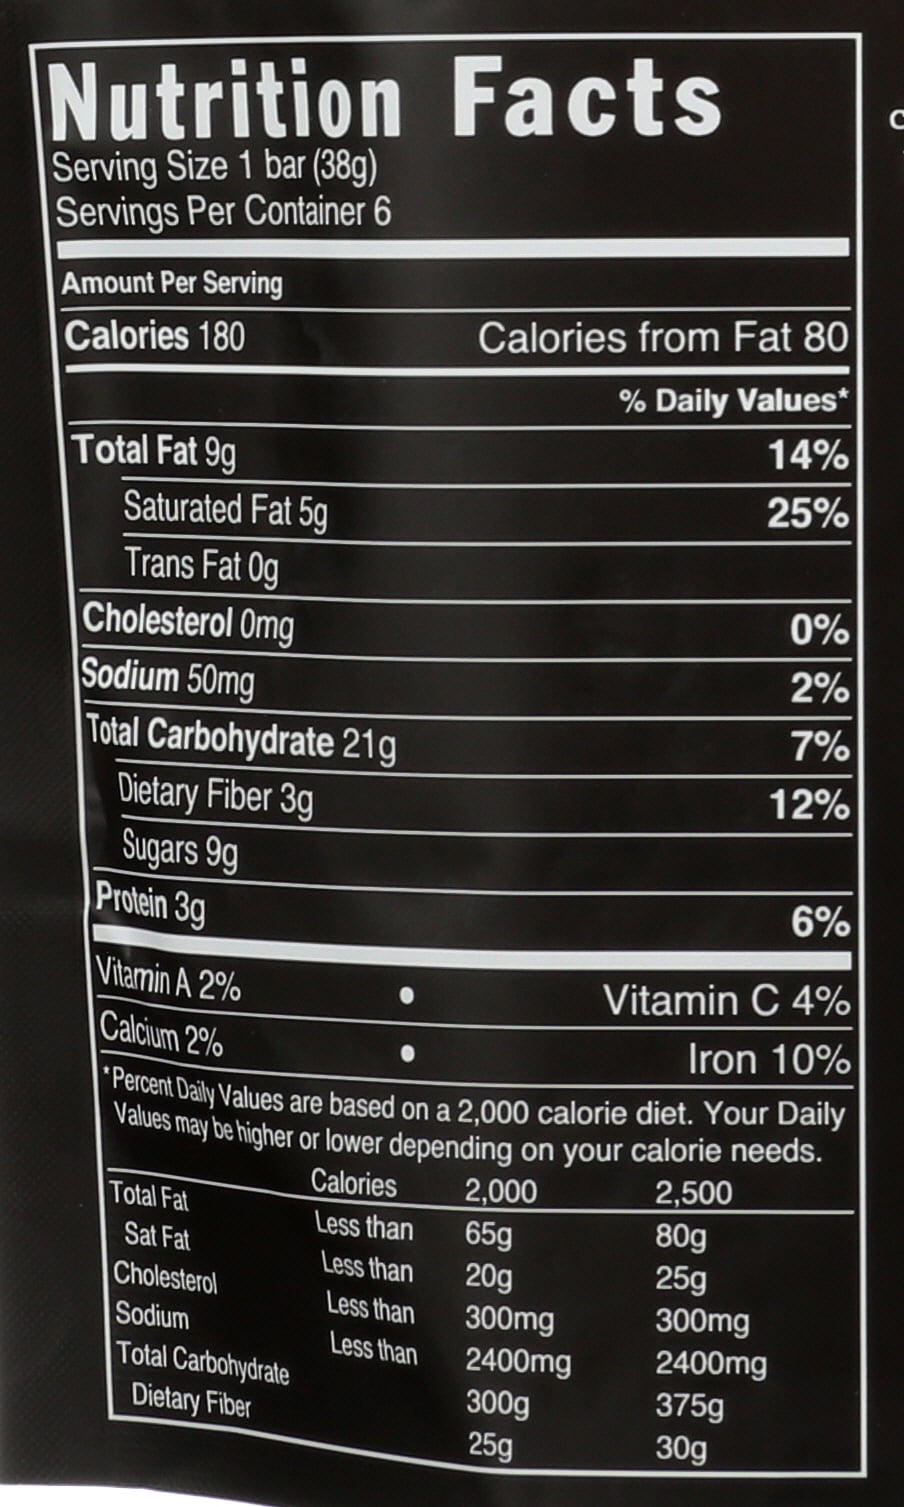 Nutrition Facts
Serving Size 1 bar (38g)
Servings Per Container 6
Amount Per Serving
Calories 180 Calories from Fat 80
% Daily Values*
Total Fat 9g 14%
Saturated Fat 5g 25%
Trans Fat 0g
Cholesterol 0mg 0%
Sodium 50mg 2%
Total Carbohydrate 21g 7%
Dietary Fiber 3g 12%
Sugars 9g
Protein 3g 6%
Vitamin A 2% • Vitamin C 4%
Calcium 2% • Iron 10%
*Percent Daily Values are based on a 2,000 calorie diet. Your Daily
Values may be higher or lower depending on your calorie needs.
Calories 2,000 2,500
Total Fat Less than 65g 80g
Sat Fat Less than 20g 25g
Cholesterol Less than 300mg 300mg
Sodium Less than 2400mg 2400mg
Total Carbohydrate 300g 375g
Dietary Fiber 25g 30g